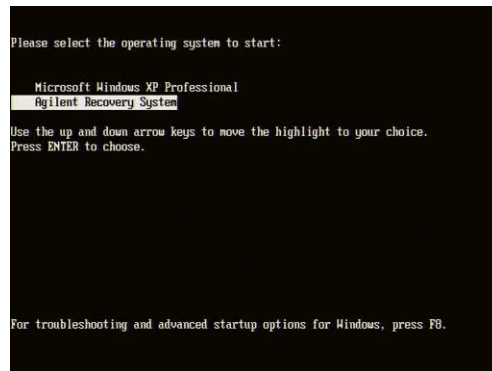 Please select the operating system to start:
Microsoft Windows XP Professional
Agilent Recovery System
Use the up and down arrow keys to move the highlight to your choice.
Press ENTER to choose.
For troubleshooting and advanced startup options for Windows, press F8.